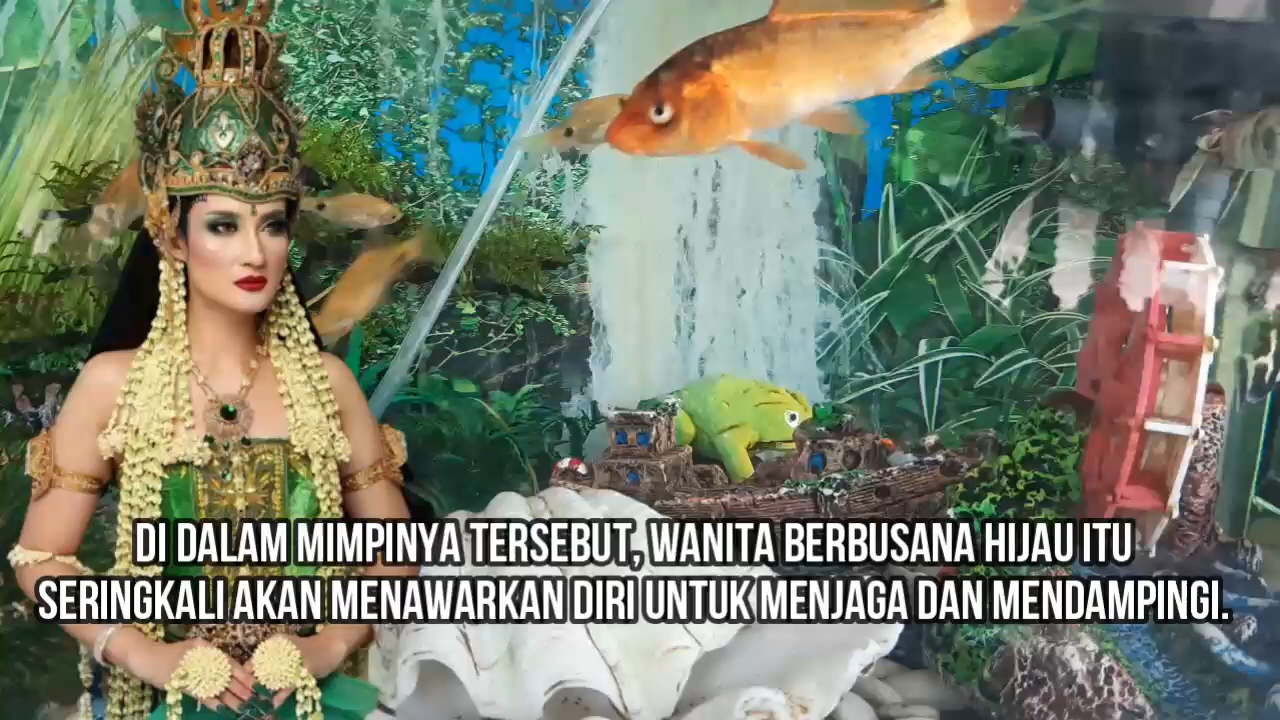 DI DALAM MIMPINYA TERSEBUT, WANITA BERBUSANA HIJAU ITU
SERINGKALI AKAN MENAWARKAN DIRI UNTUK MENJAGA DAN MENDAMPINGI.